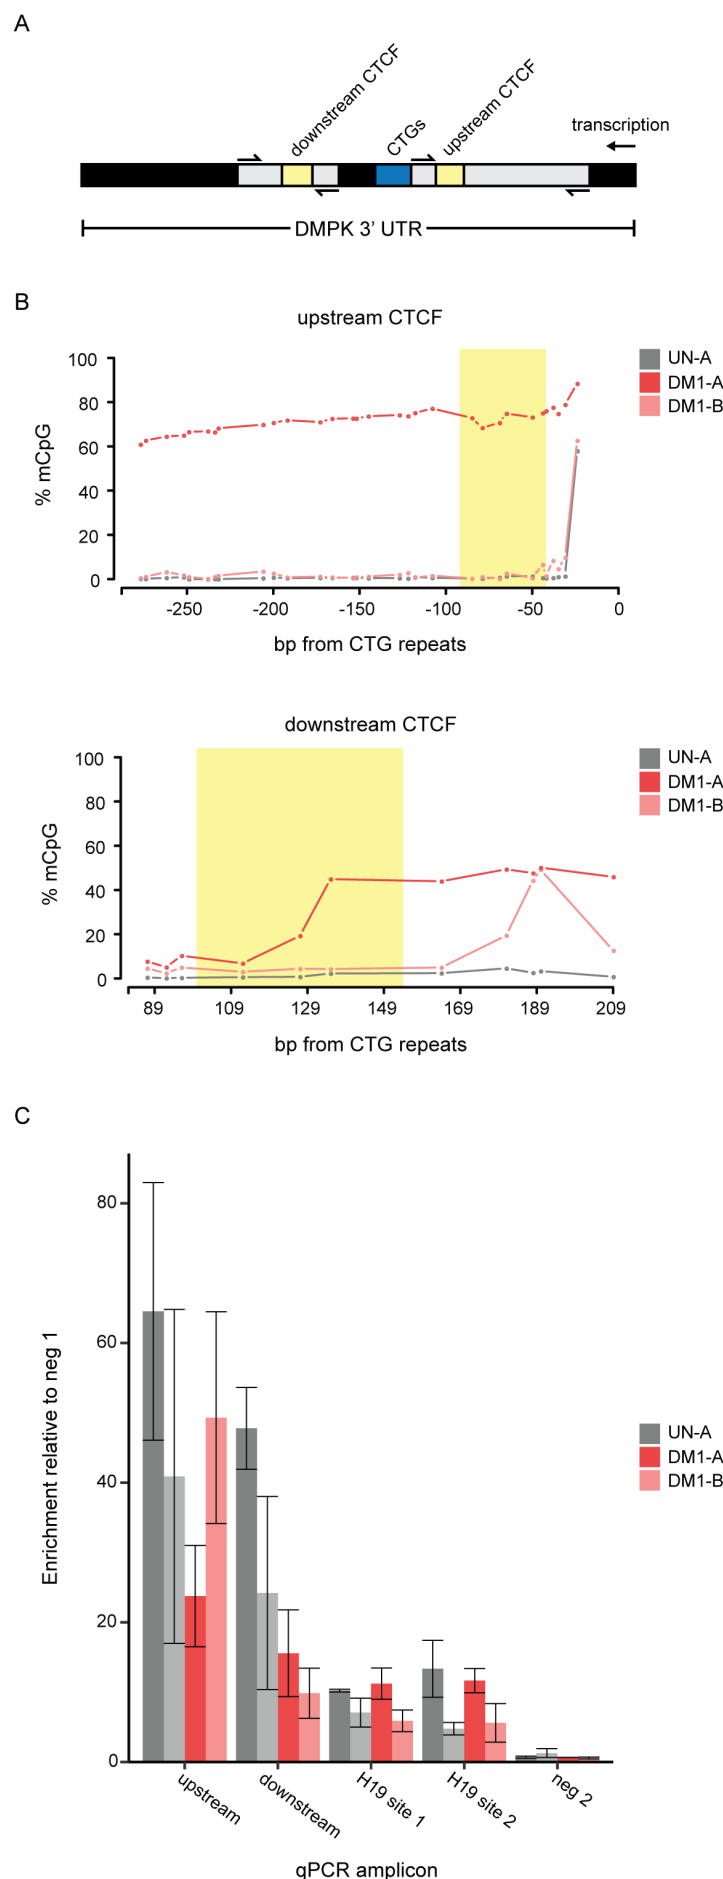 A
downstream CTCF
CTGs
upstream CTCF
transcription
DMPK 3' UTR
B
upstream CTCF
UN-A
DM1-A
DM1-B
% mCpG
100
80
60
40
20
0
-250 -200 -150 -100 -50 0
bp from CTG repeats
downstream CTCF
UN-A
DM1-A
DM1-B
% mCpG
100
80
60
40
20
0
89 109 129 149 169 189 209
bp from CTG repeats
C
Enrichment relative to neg 1
80
60
40
20
0
UN-A
DM1-A
DM1-B
upstream
downstream
H19 site 1
H19 site 2
neg 2
qPCR amplicon